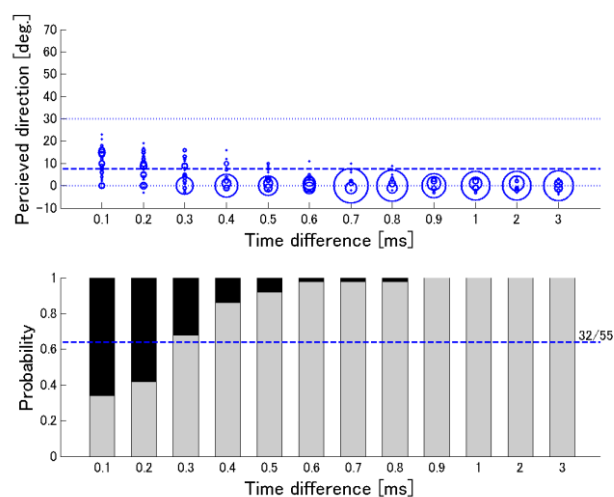 Percieved direction [deg.]
70
60
50
40
30
20
10
0
-10
0.1 0.2 0.3 0.4 0.5 0.6 0.7 0.8 0.9 1 2 3
Time difference [ms]
Probability
1
0.8
0.6
0.4
0.2
0
32/55
0.1 0.2 0.3 0.4 0.5 0.6 0.7 0.8 0.9 1 2 3
Time difference [ms]